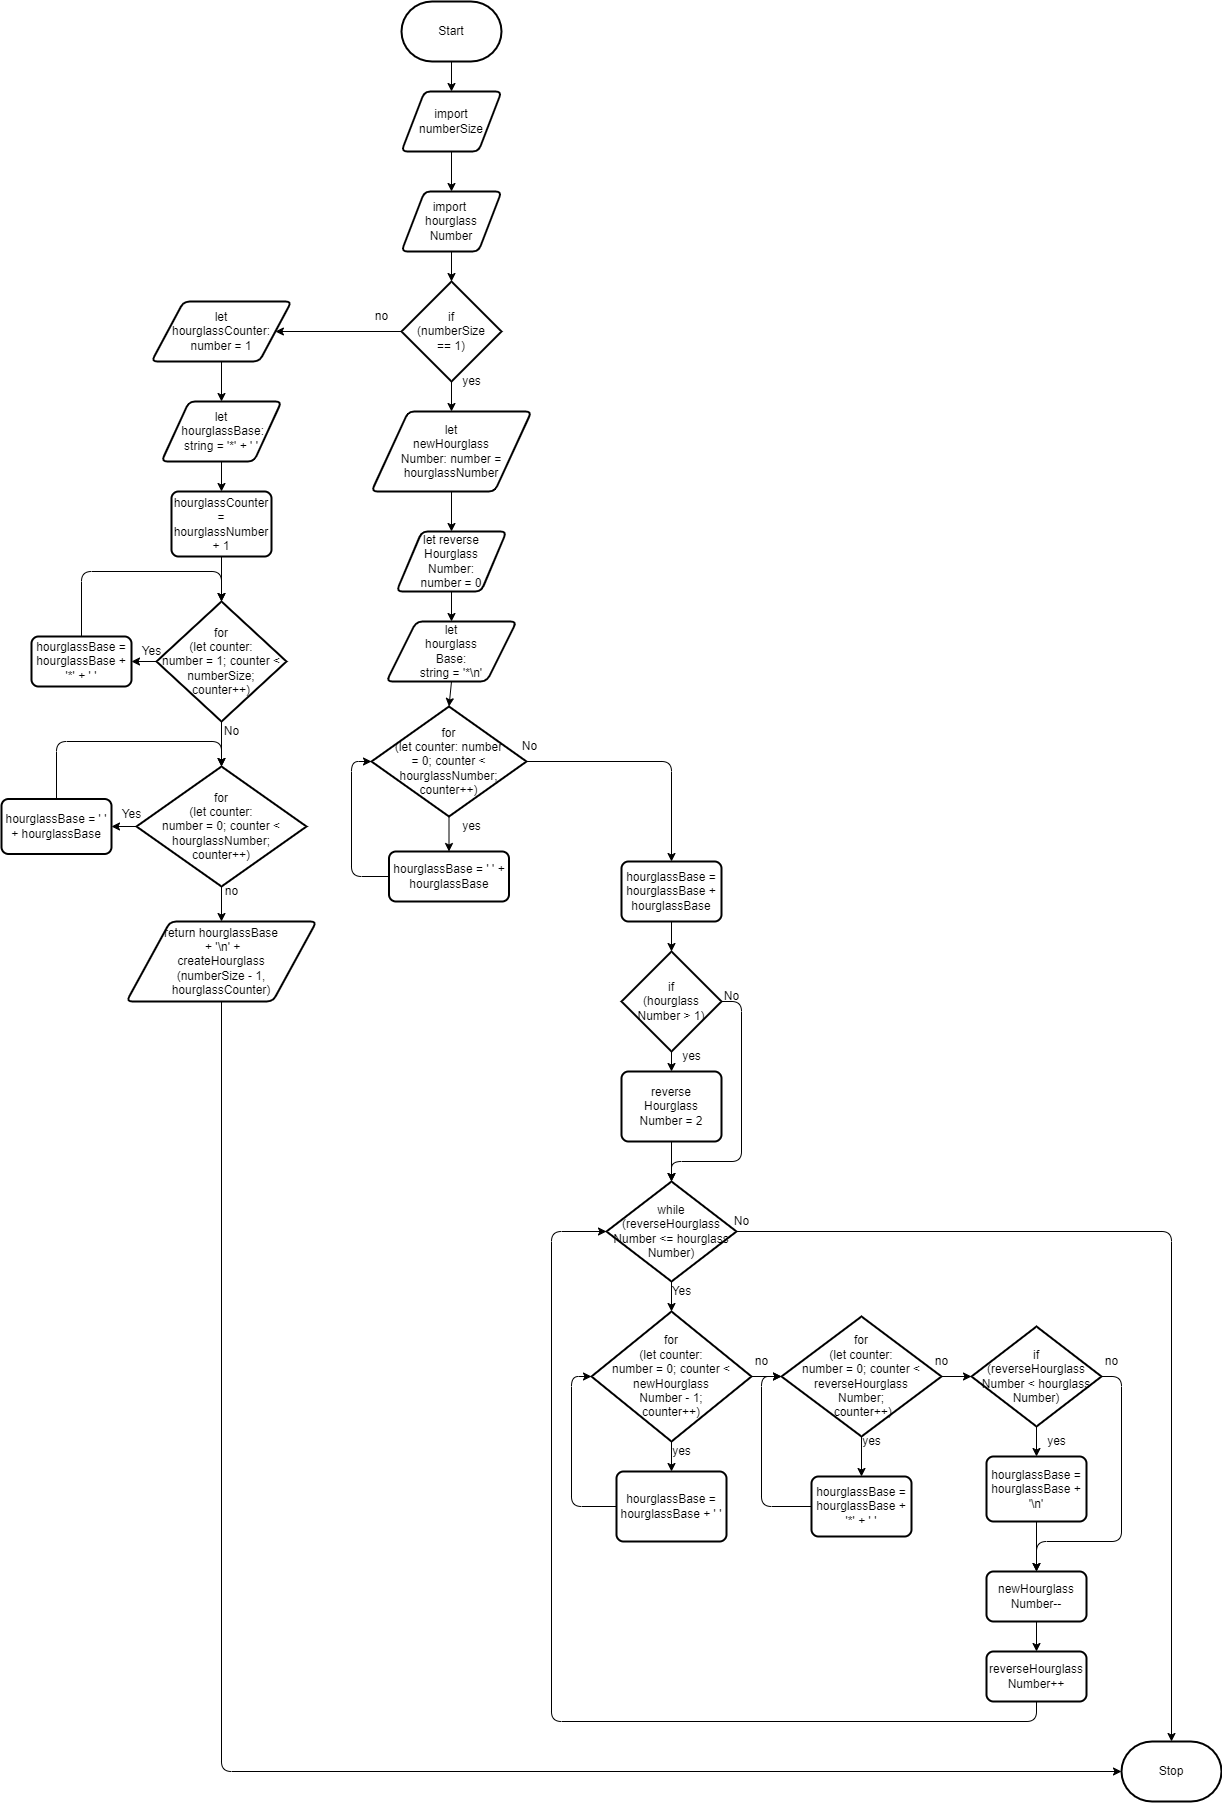 Start
import
numberSize
import
hourglass
Number
if
(numberSize
== 1)
no
yes
let
hourglassCounter:
number = 1
let
hourglassBase:
string = '*' + ' '
hourglassCounter
=
hourglassNumber
+ 1
for
(let counter:
number = 1; counter <
numberSize;
counter++)
Yes
hourglassBase =
hourglassBase +
'*' + ' '
No
for
(let counter:
number = 0; counter <
hourglassNumber;
counter++)
Yes
hourglassBase = ' '
+ hourglassBase
no
return hourglassBase
+ '\n' +
createHourglass
(numberSize - 1,
hourglassCounter)
let
newHourglass
Number: number =
hourglassNumber
let reverse
Hourglass
Number:
number = 0
let
hourglass
Base:
string = '*\n'
for
(let counter: number
= 0; counter <
hourglassNumber;
counter++)
No
yes
hourglassBase = ' ' +
hourglassBase
hourglassBase =
hourglassBase +
hourglassBase
if
(hourglass
Number > 1)
No
yes
reverse
Hourglass
Number = 2
while
(reverseHourglass
Number <= hourglass
Number)
No
Yes
for
(let counter:
number = 0; counter <
newHourglass
Number - 1;
counter++)
no
yes
hourglassBase =
hourglassBase + ' '
for
(let counter:
number = 0; counter <
reverseHourglass
Number;
counter++)
no
yes
hourglassBase =
hourglassBase +
'*' + ' '
if
(reverseHourglass
Number < hourglass
Number)
no
yes
hourglassBase =
hourglassBase +
'\n'
newHourglass
Number--
reverseHourglass
Number++
Stop